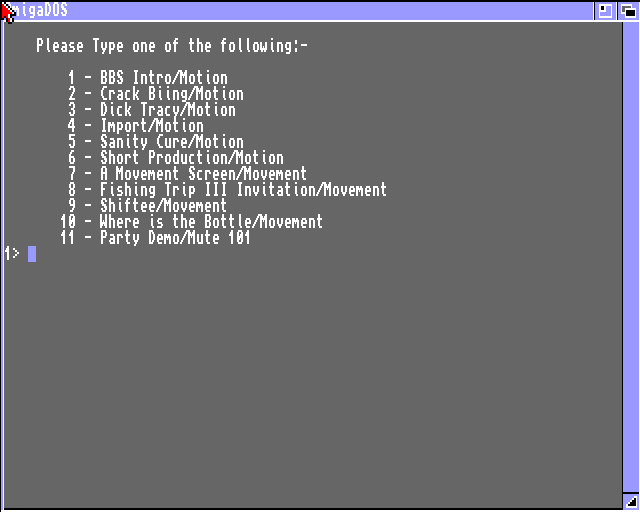 migaDOS
Please Type one of the following:-
1 - BBS Intro/Motion
2 - Crack Biing/Motion
3 - Dick Tracy/Motion
4 - Import/Motion
5 - Sanity Cure/Motion
6 - Short Production/Motion
7 - A Movement Screen/Movement
8 - Fishing Trip III Invitation/Movement
9 - Shiftee/Movement
10 - Where is the Bottle/Movement
11 - Party Demo/Mute 101
1>